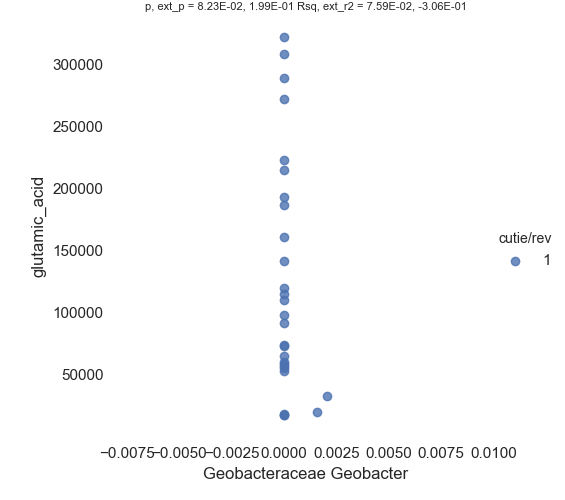 p, ext_p = 8.23E-02, 1.99E-01 Rsq, ext_r2 = 7.59E-02, -3.06E-01
300000
250000
200000
150000
100000
50000
glutamic_acid
cutie/rev
1
−0.0075−0.0050−0.0025 0.0000 0.0025 0.0050 0.0075 0.0100
Geobacteraceae Geobacter